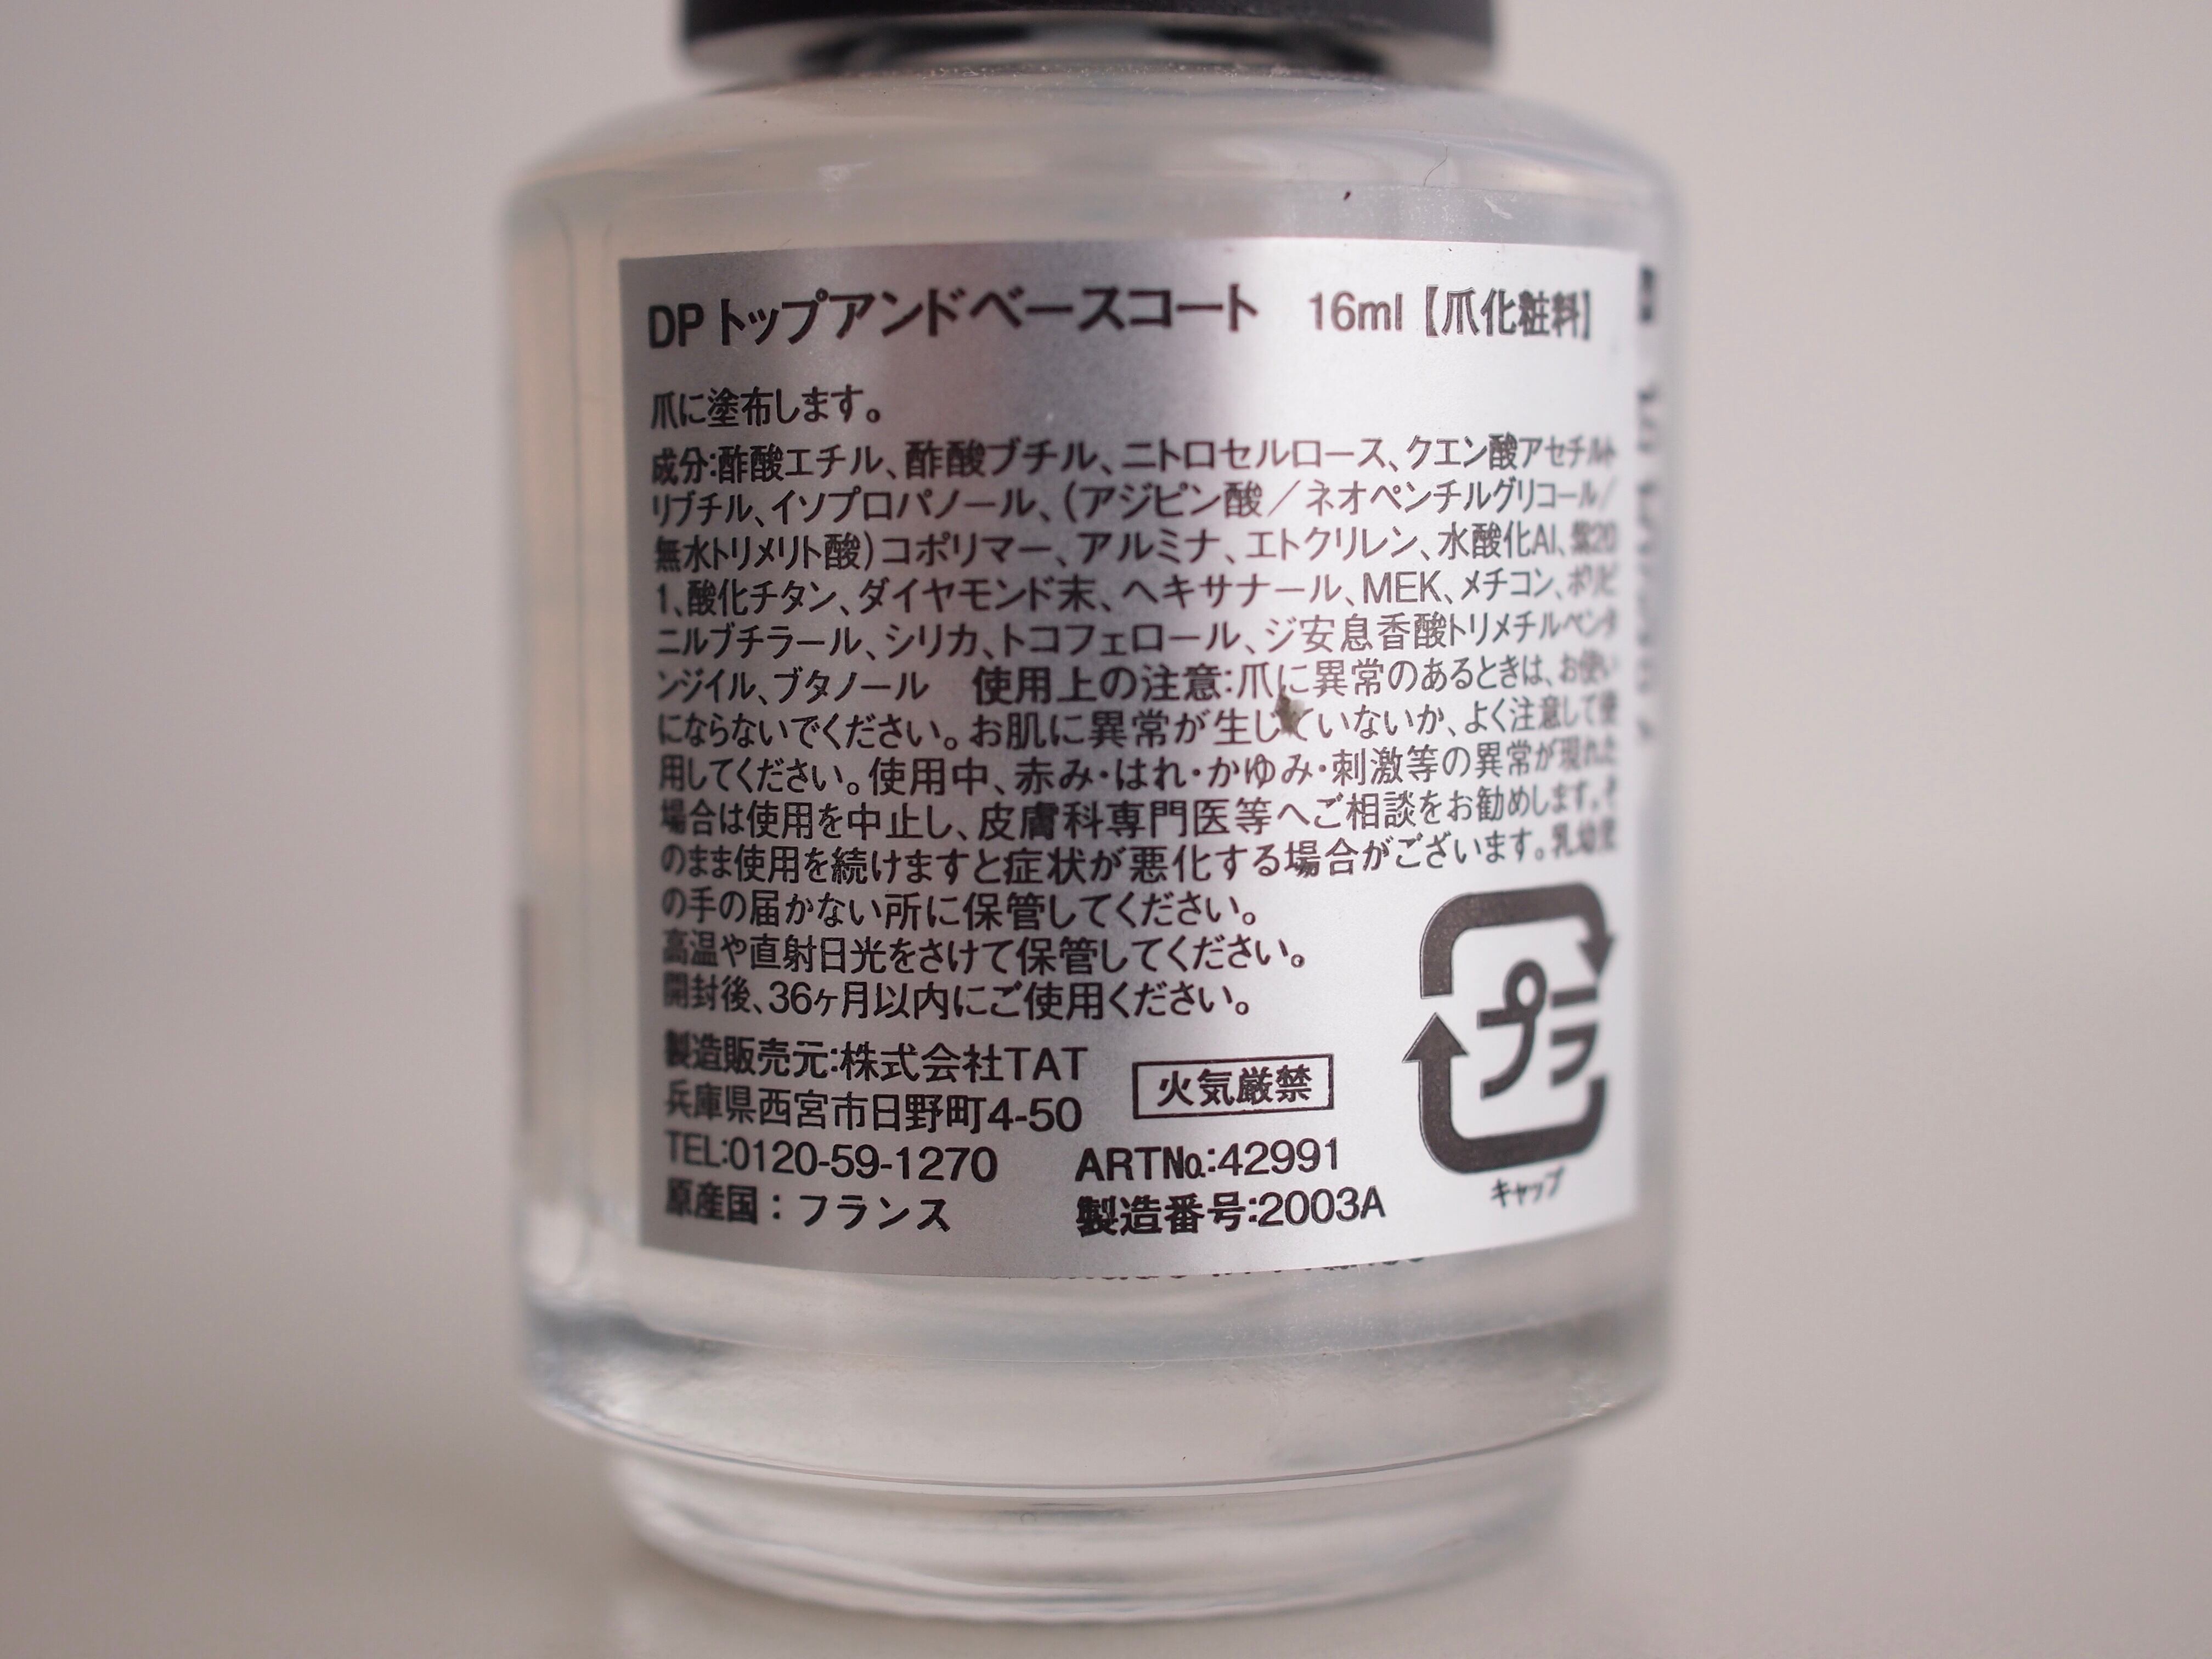 DP トップアンドベースコート 16ml 【爪化粧料】
爪に塗布します。
成分:酢酸エチル、酢酸ブチル、ニトロセルロース、クエン酸アセチルト
リブチル、イソプロパノール、(アジピン酸／ネオペンチルグリコール／
無水トリメリト酸)コポリマー、アルミナ、エトクリレン、水酸化Al、紫20
1、酸化チタン、ダイヤモンド末、ヘキサナール、MEK、メチコン、ポリビ
ニルブチラール、シリカ、トコフェロール、ジ安息香酸トリメチルペンタ
ンジイル、ブタノール 使用上の注意:爪に異常のあるときは、お使い
にならないでください。お肌に異常が生じていないか、よく注意して使
用してください。使用中、赤み・はれ・かゆみ・刺激等の異常が現れた
場合は使用を中止し、皮膚科専門医等へご相談をお勧めします。そ
のまま使用を続けますと症状が悪化する場合がございます。乳幼児
の手の届かない所に保管してください。
高温や直射日光をさけて保管してください。
開封後、36ヶ月以内にご使用ください。
製造販売元:株式会社TAT
兵庫県西宮市日野町4-50
火気厳禁
TEL:0120-59-1270 ARTNo.:42991
原産国：フランス 製造番号:2003A
プラ
キャップ